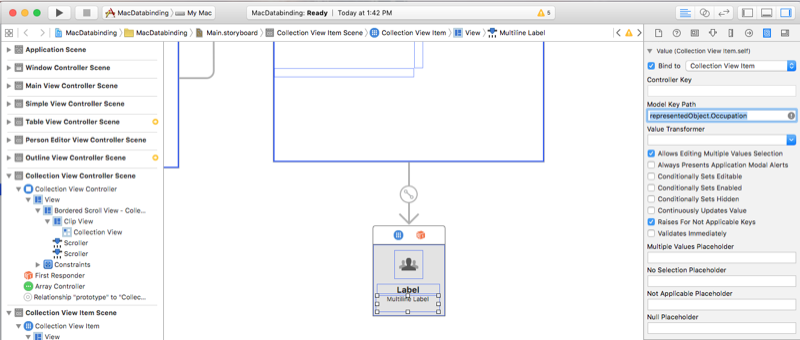 MacDatabinding
My Mac
MacDatabinding: Ready
Today at 1:42 PM
5
MacDatabinding
MacDatabinding
Main.storyboard
Collection View Item Scene
Collection View Item
View
Multiline Label
Application Scene
Window Controller Scene
Main View Controller Scene
Simple View Controller Scene
Table View Controller Scene
Person Editor View Controller Scene
Outline View Controller Scene
Collection View Controller Scene
Collection View Controller
View
Bordered Scroll View - Colle...
Clip View
Collection View
Scroller
Scroller
Constraints
First Responder
Array Controller
Relationship "prototype" to "Collec...
Collection View Item Scene
Collection View Item
View
Label
Multiline Label
Value (Collection View Item.self)
Bind to
Collection View Item
Controller Key
Model Key Path
representedObject.Occupation
Value Transformer
Allows Editing Multiple Values Selection
Always Presents Application Modal Alerts
Conditionally Sets Editable
Conditionally Sets Enabled
Conditionally Sets Hidden
Continuously Updates Value
Raises For Not Applicable Keys
Validates Immediately
Multiple Values Placeholder
No Selection Placeholder
Not Applicable Placeholder
Null Placeholder